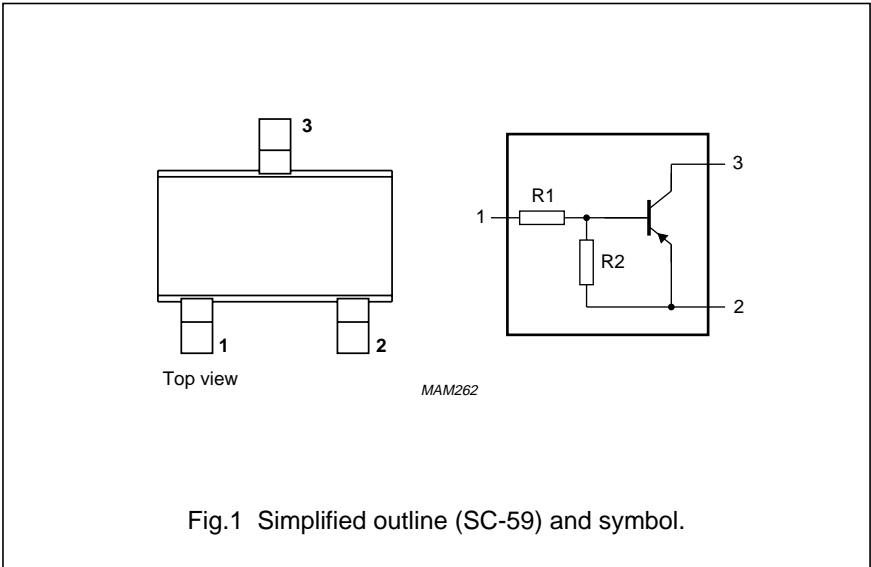 3
1
2
Top view
R1
R2
1
3
2
MAM262
Fig.1 Simplified outline (SC-59) and symbol.